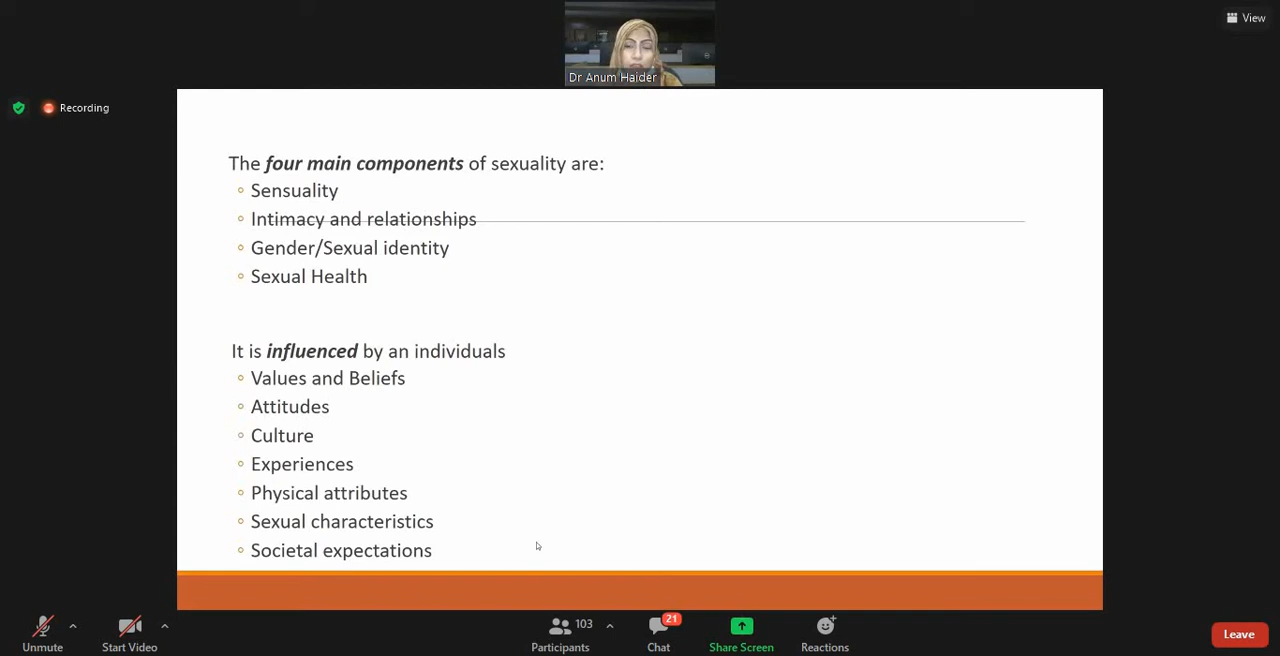 View
Dr Anum Haider
Recording
The four main components of sexuality are:
Sensuality
Intimacy and relationships
Gender/Sexual identity
Sexual Health
It is influenced by an individuals
Values and Beliefs
Attitudes
Culture
Experiences
Physical attributes
Sexual characteristics
Societal expectations
Unmute
Start Video
103
Participants
21
Chat
Share Screen
Reactions
Leave